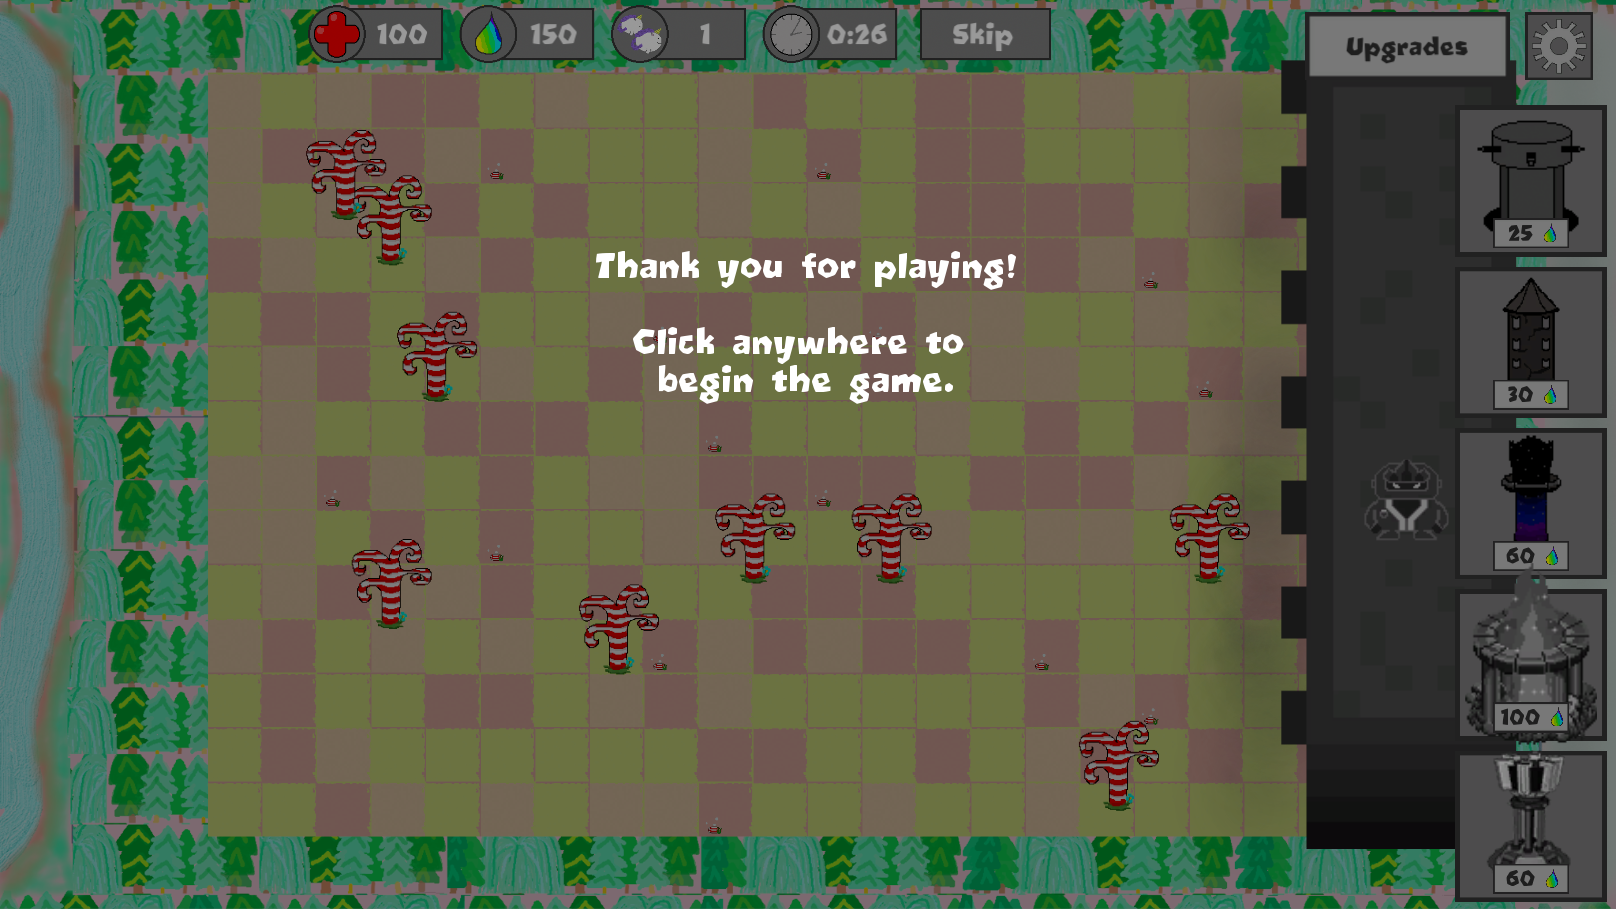 100
150
1
0:26
Skip
Upgrades
25
30
60
100
60
Thank you for playing!
Click anywhere to
begin the game.